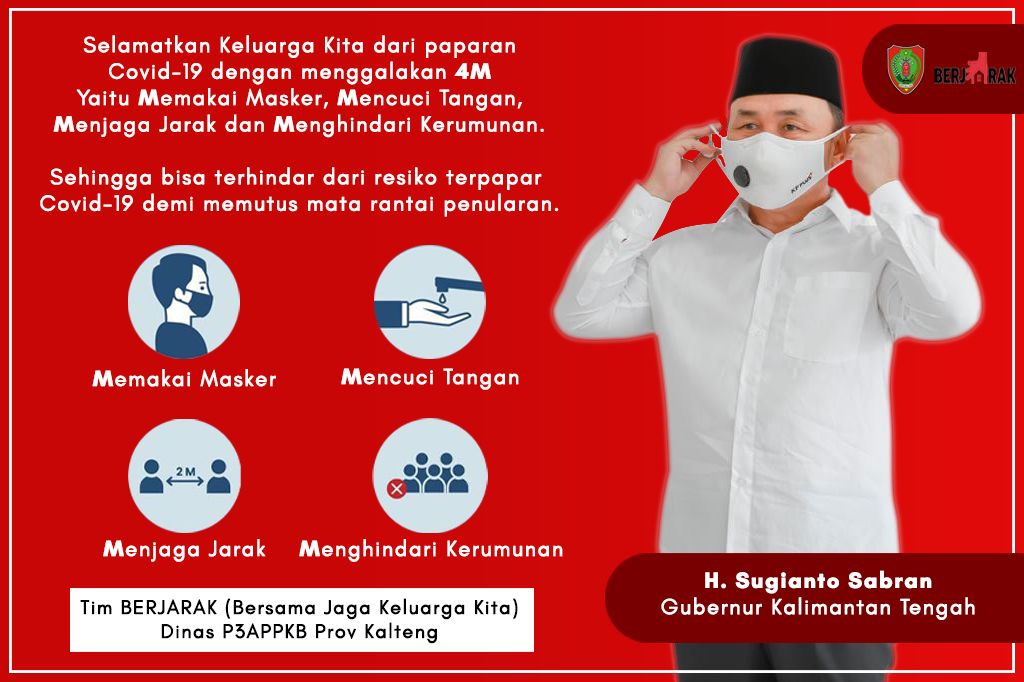 Selamatkan Keluarga Kita dari paparan
Covid-19 dengan menggalakan 4M
Yaitu Memakai Masker, Mencuci Tangan,
Menjaga Jarak dan Menghindari Kerumunan.
Sehingga bisa terhindar dari resiko terpapar
Covid-19 demi memutus mata rantai penularan.
BERJARAK
KF PLUS+
Memakai Masker
Mencuci Tangan
2 M
Menjaga Jarak
Menghindari Kerumunan
Tim BERJARAK (Bersama Jaga Keluarga Kita)
Dinas P3APPKB Prov Kalteng
H. Sugianto Sabran
Gubernur Kalimantan Tengah